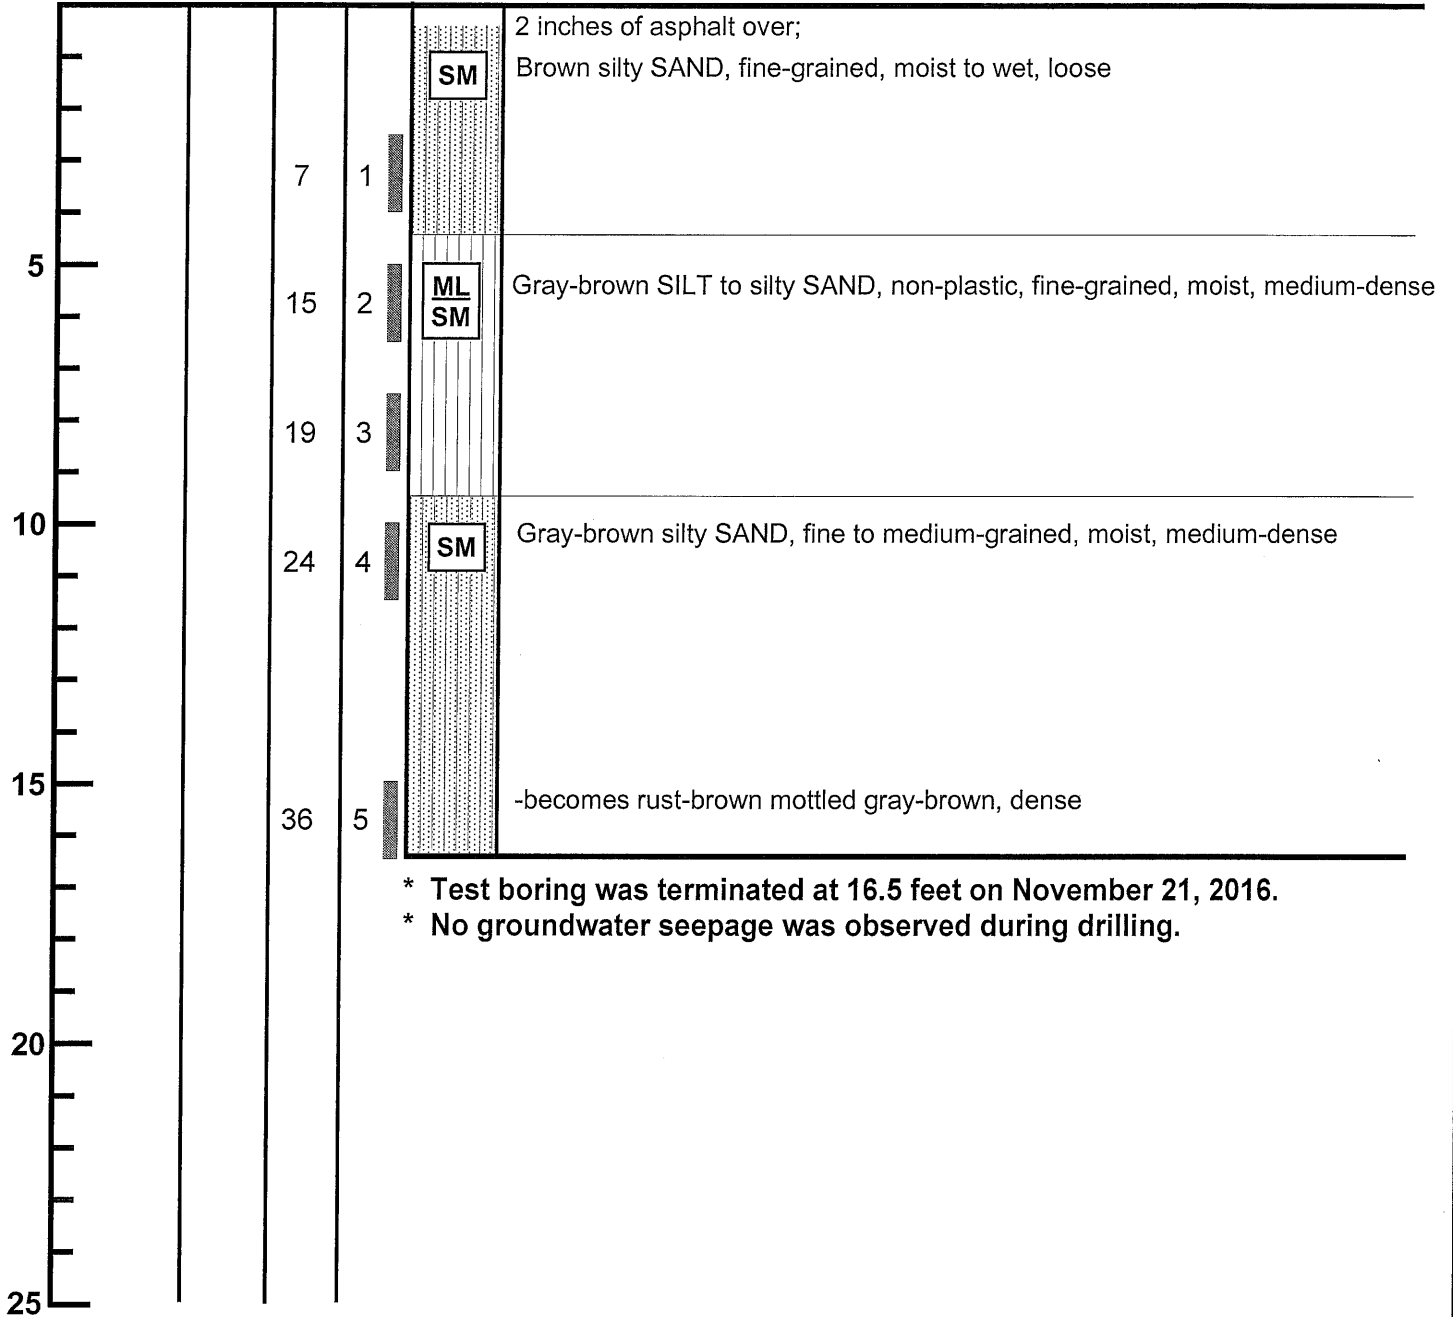 2 inches of asphalt over;
SM
Brown silty SAND, fine-grained, moist to wet, loose
7 1
5
15 2
ML
SM
Gray-brown SILT to silty SAND, non-plastic, fine-grained, moist, medium-dense
19 3
10
SM
Gray-brown silty SAND, fine to medium-grained, moist, medium-dense
24 4
15
-becomes rust-brown mottled gray-brown, dense
36 5
* Test boring was terminated at 16.5 feet on November 21, 2016.
* No groundwater seepage was observed during drilling.
20
25